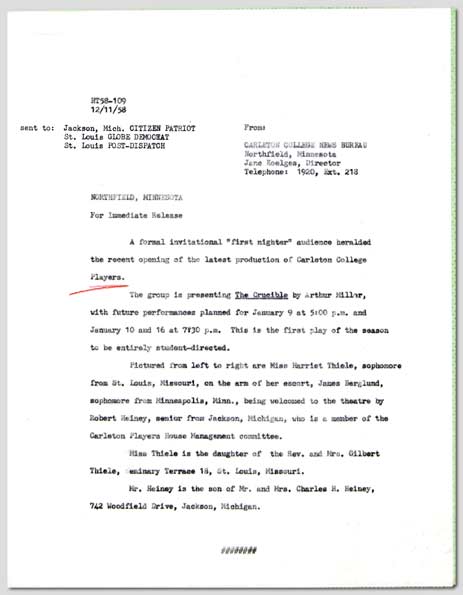 HT58-109
12/11/58
sent to: Jackson, Mich. CITIZEN PATRIOT
St. Louis GLOBE DEMOCRAT
St. Louis POST-DISPATCH
From:
CARLETON COLLEGE NEWS BUREAU
Northfield, Minnesota
Jane Koelges, Director
Telephone: 1920, Ext. 218
NORTHFIELD, MINNESOTA
For Immediate Release
A formal invitational "first nighter" audience heralded
the recent opening of the latest production of Carleton College
Players.
The group is presenting The Crucible by Arthur Miller,
with future performances planned for January 9 at 5:00 p.m. and
January 10 and 16 at 7:30 p.m. This is the first play of the season
to be entirely student-directed.
Pictured from left to right are Miss Harriet Thiele, sophomore
from St. Louis, Missouri, on the arm of her escort, James Berglund,
sophomore from Minneapolis, Minn., being welcomed to the theatre by
Robert Heiney, senior from Jackson, Michigan, who is a member of the
Carleton Players House Management committee.
Miss Thiele is the daughter of the Rev. and Mrs. Gilbert
Thiele, Seminary Terrace 18, St. Louis, Missouri.
Mr. Heiney is the son of Mr. and Mrs. Charles R. Heiney,
742 Woodfield Drive, Jackson, Michigan.
########